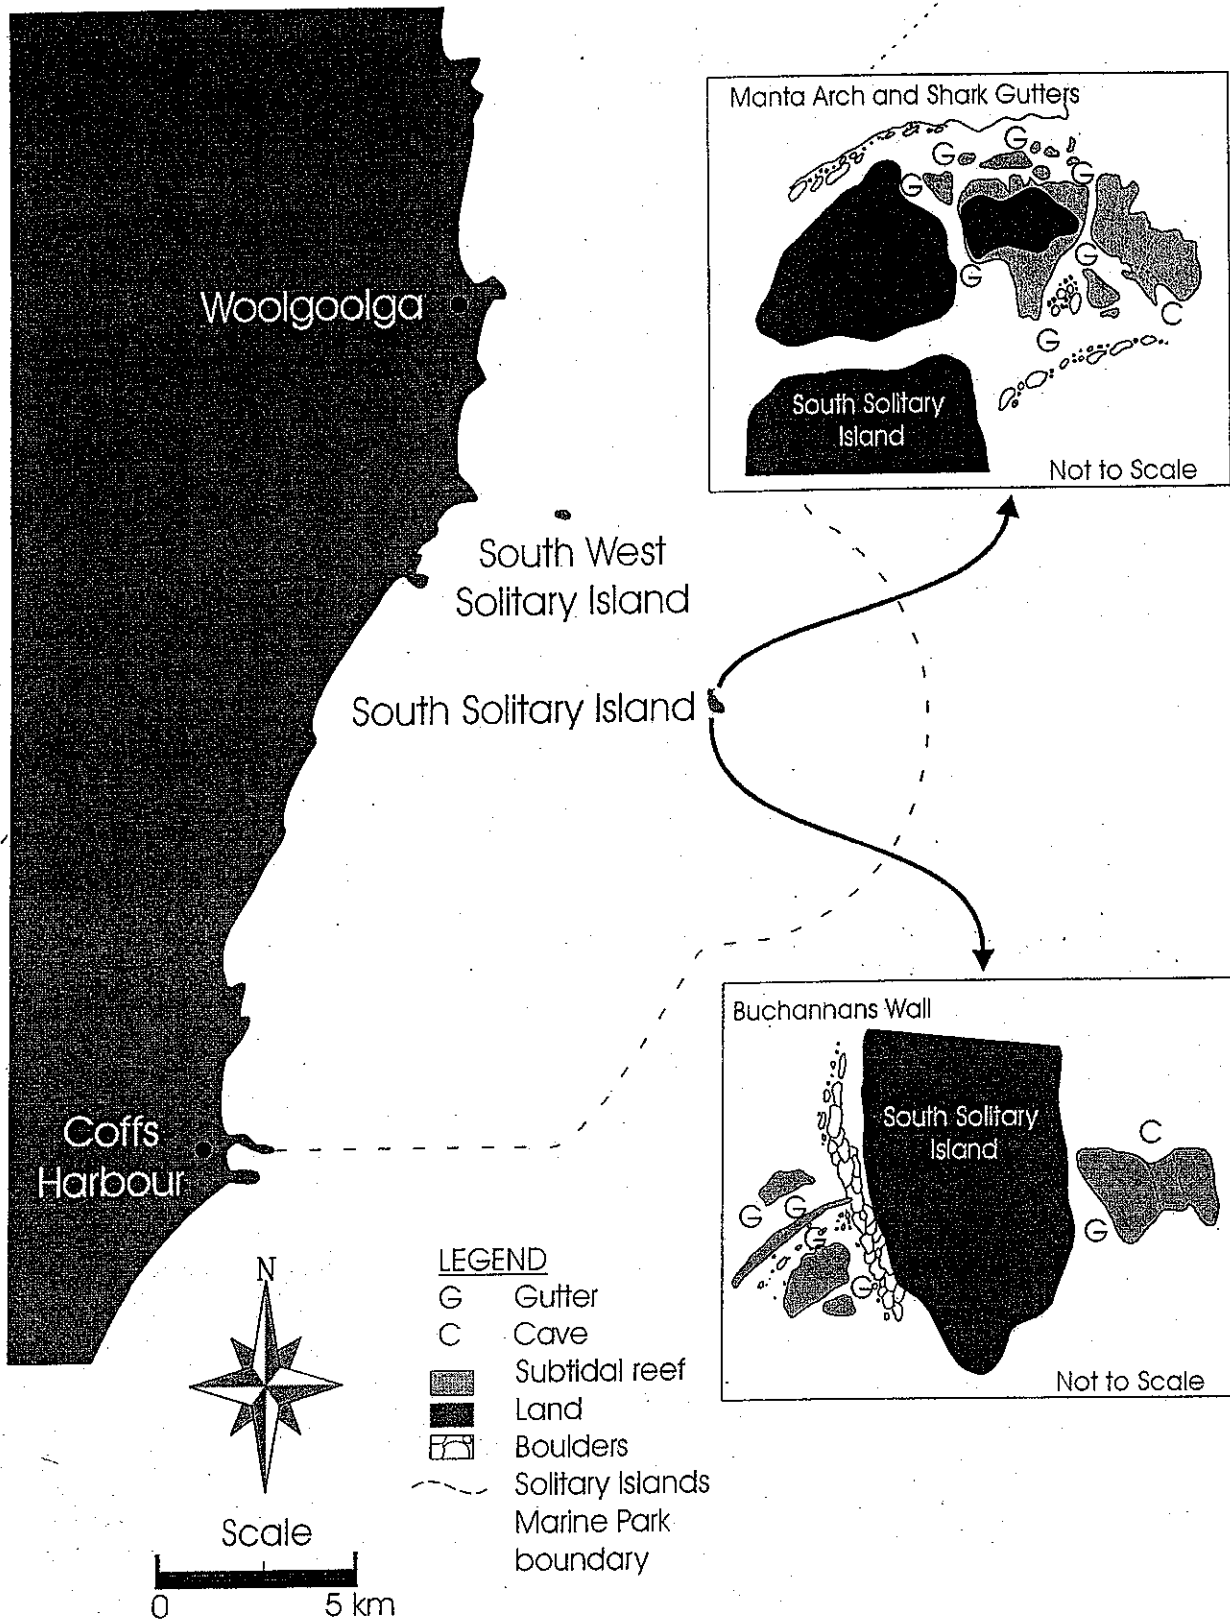 Manta Arch and Shark Gutters
G
G
G
G
G
G
C
G
South Solitary
Island
Not to Scale
Woolgoolga
South West
Solitary Island
South Solitary Island
Buchannans Wall
South Solitary
Island
C
G
G
G
G
G
Not to Scale
Coffs
Harbour
N
Scale
0
5 km
LEGEND
G Gutter
C Cave
Subtidal reef
Land
Boulders
Solitary Islands
Marine Park
boundary